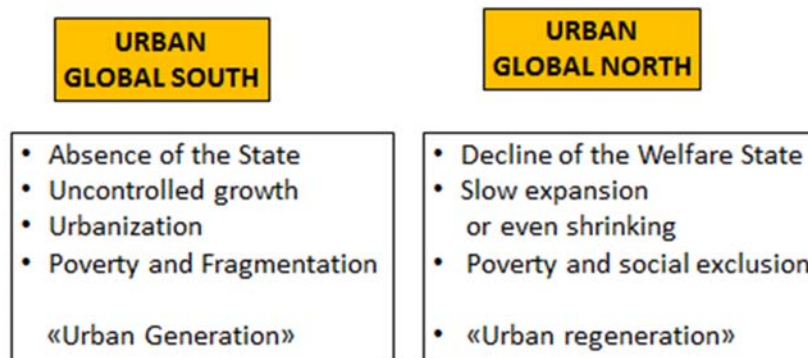 URBAN
GLOBAL SOUTH
• Absence of the State
• Uncontrolled growth
• Urbanization
• Poverty and Fragmentation
«Urban Generation»
URBAN
GLOBAL NORTH
• Decline of the Welfare State
• Slow expansion
or even shrinking
• Poverty and social exclusion
• «Urban regeneration»